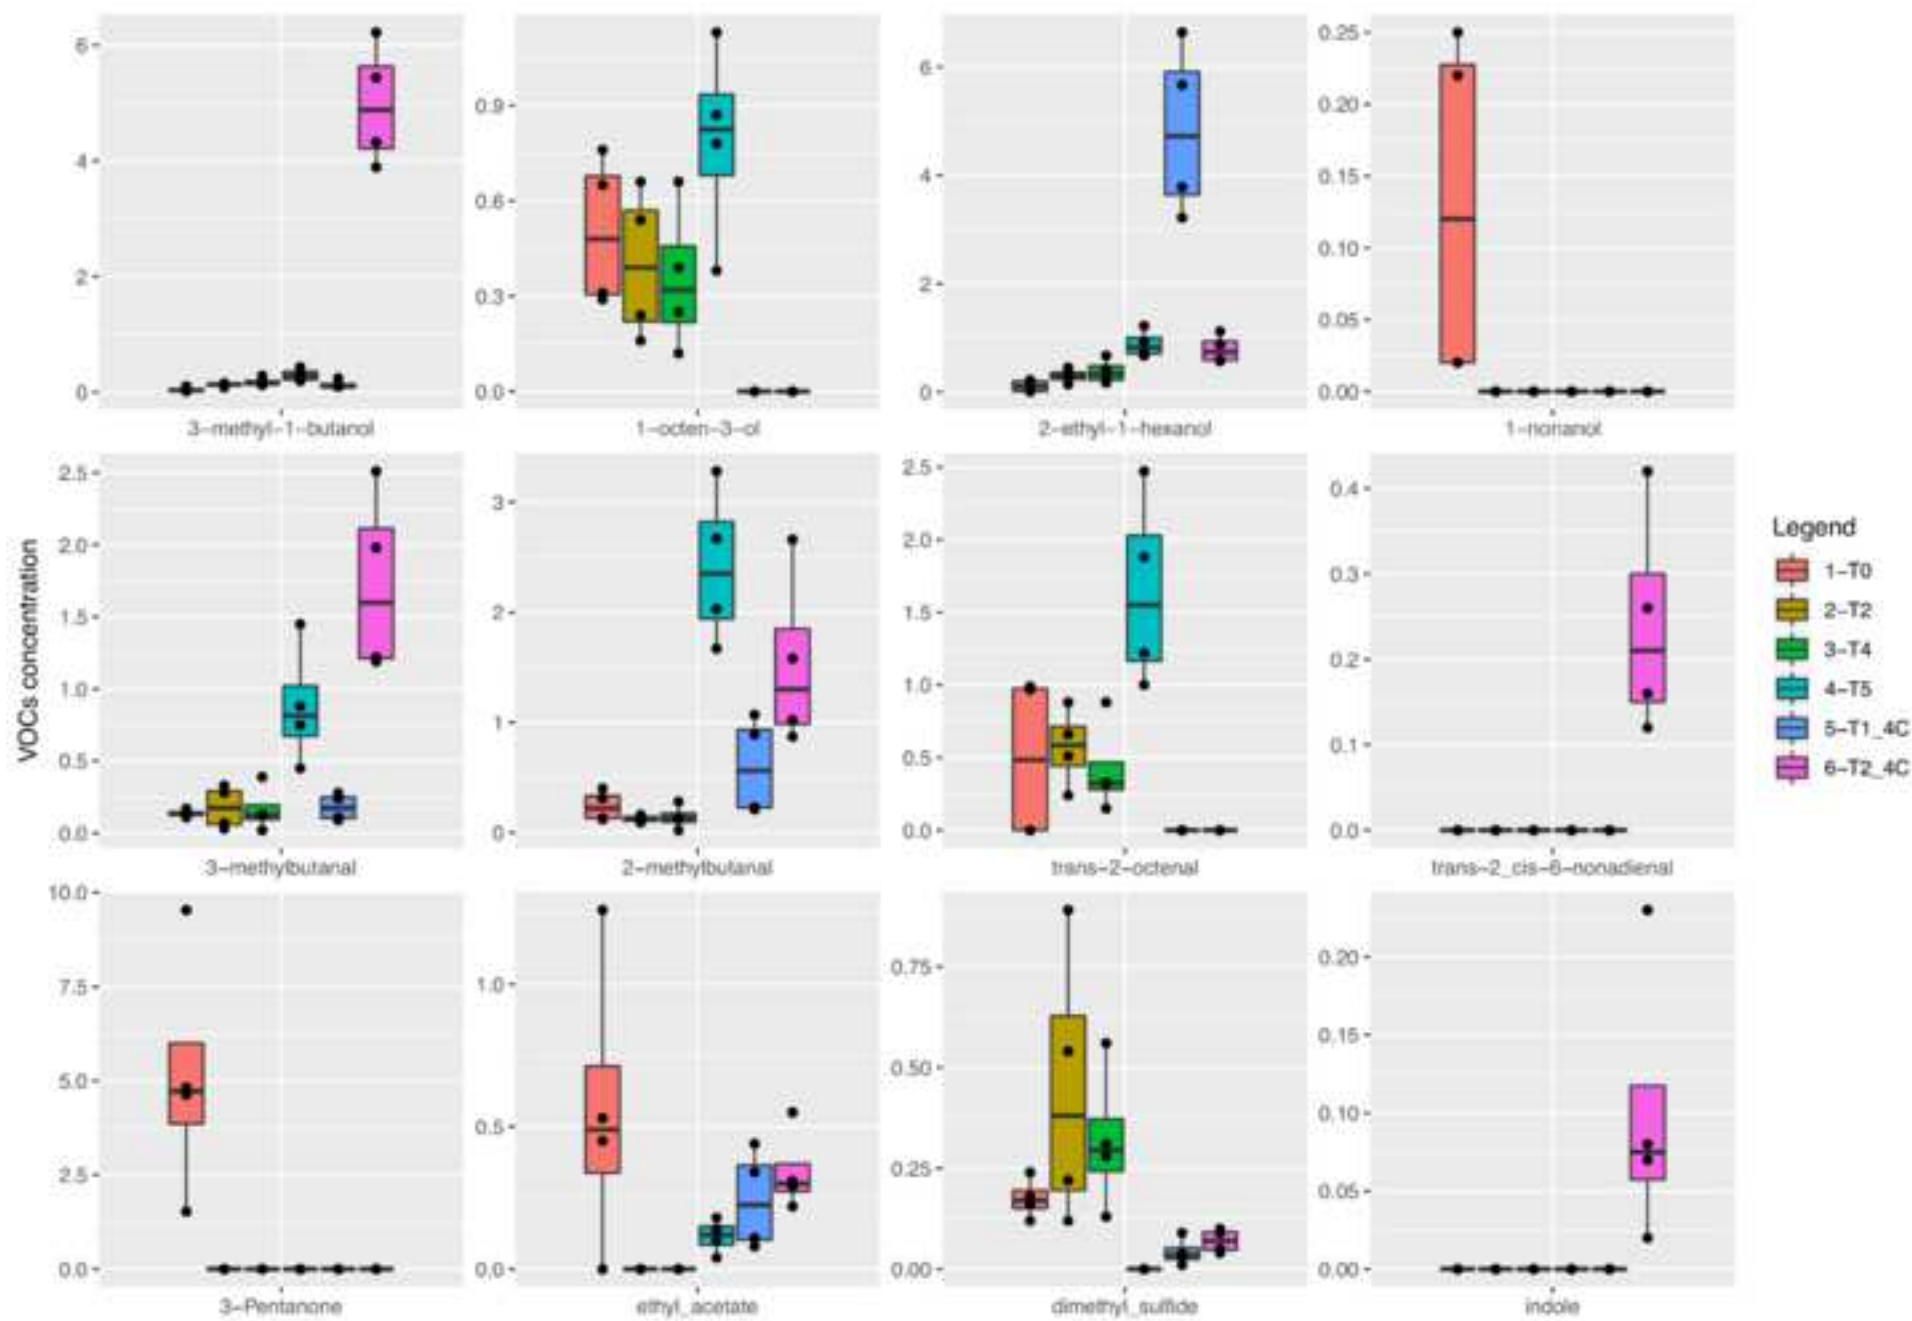 6
4
2
0
3-methyl-1-butanol
0.9
0.6
0.3
0.0
1-octen-3-ol
6
4
2
0
2-ethyl-1-hexanol
0.25
0.20
0.15
0.10
0.05
0.00
1-nonanol
VOCs concentration
2.5
2.0
1.5
1.0
0.5
0.0
3-methylbutanal
3
2
1
0
2-methylbutanal
2.5
2.0
1.5
1.0
0.5
0.0
trans-2-octenal
0.4
0.3
0.2
0.1
0.0
trans-2_cis-6-nonadienal
10.0
7.5
5.0
2.5
0.0
3-Pentanone
1.0
0.5
0.0
ethyl_acetate
0.75
0.50
0.25
0.00
dimethyl_sulfide
0.20
0.15
0.10
0.05
0.00
indole
Legend
1-T0
2-T2
3-T4
4-T5
5-T1_4C
6-T2_4C